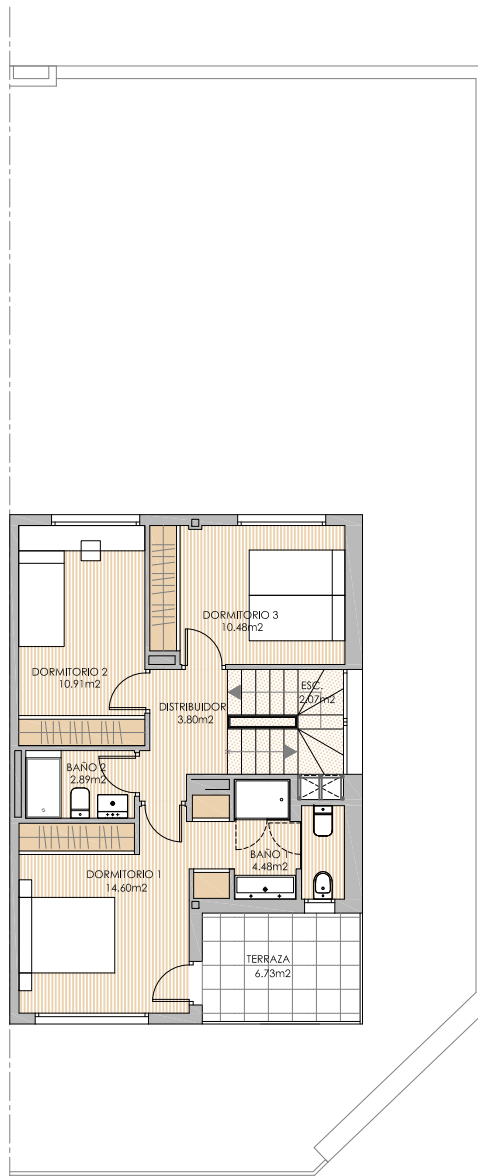 DORMITORIO 3
10.48m2
DORMITORIO 2
10.91m2
ESC.
2.07m2
DISTRIBUIDOR
3.80m2
BAÑO 2
2.89m2
BAÑO 1
4.48m2
DORMITORIO 1
14.60m2
TERRAZA
6.73m2